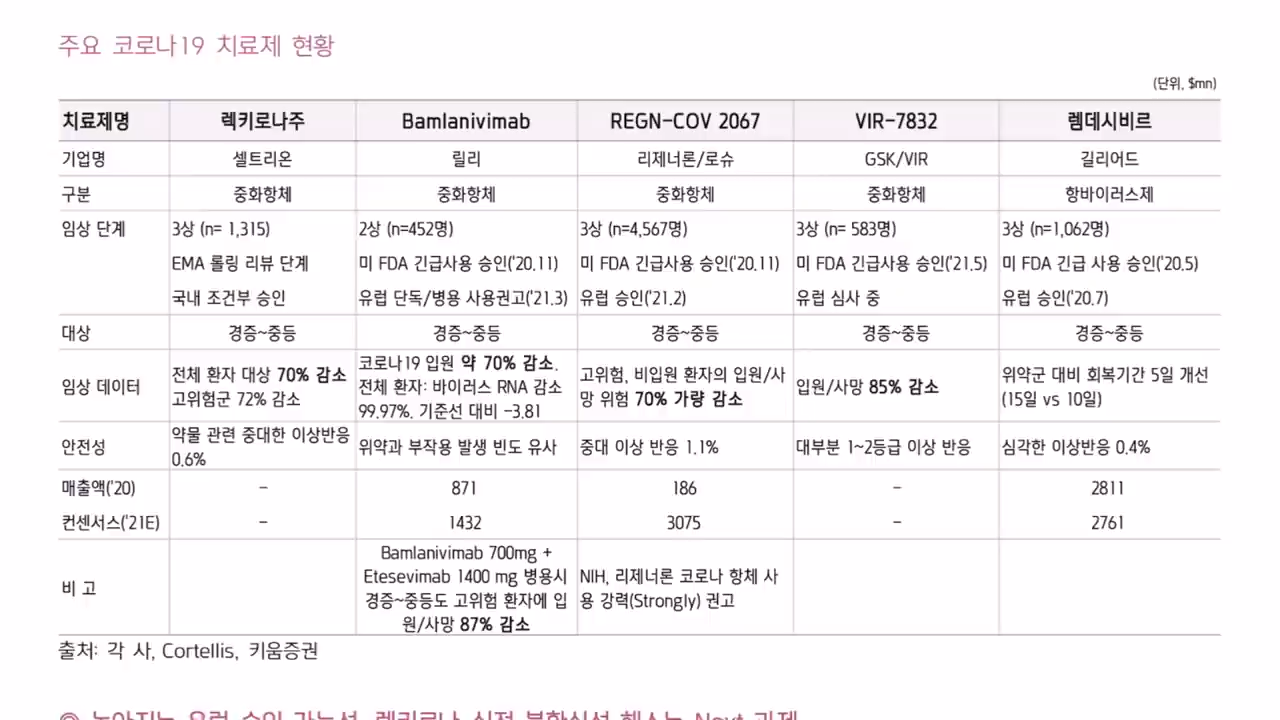 주요 코로나19 치료제 현황
(단위, $mn)
치료제명 렉키로나주 Bamlanivimab REGN-COV 2067 VIR-7832 렘데시비르
기업명 셀트리온 릴리 리제너론/로슈 GSK/VIR 길리어드
구분 중화항체 중화항체 중화항체 중화항체 항바이러스제
임상 단계 3상 (n= 1,315) 2상 (n=452명) 3상 (n=4,567명) 3상 (n= 583명) 3상 (n=1,062명)
EMA 롤링 리뷰 단계 미 FDA 긴급사용 승인('20.11) 미 FDA 긴급사용 승인('20.11) 미 FDA 긴급사용 승인('21.5) 미 FDA 긴급 사용 승인('20.5)
국내 조건부 승인 유럽 단독/병용 사용권고('21.3) 유럽 승인('21.2) 유럽 심사 중 유럽 승인('20.7)
대상 경증~중등 경증~중등 경증~중등 경증~중등 경증~중등
임상 데이터
전체 환자 대상 70% 감소
고위험군 72% 감소
코로나19 입원 약 70% 감소.
전체 환자: 바이러스 RNA 감소
99.97%. 기준선 대비 -3.81
고위험, 비입원 환자의 입원/사
망 위험 70% 가량 감소
입원/사망 85% 감소
위약군 대비 회복기간 5일 개선
(15일 vs 10일)
안전성
약물 관련 중대한 이상반응
0.6%
위약과 부작용 발생 빈도 유사
중대 이상 반응 1.1%
대부분 1~2등급 이상 반응
심각한 이상반응 0.4%
매출액('20) - 871 186 - 2811
컨센서스('21E) - 1432 3075 - 2761
비 고
Bamlanivimab 700mg +
Etesevimab 1400 mg 병용시
경증~중등도 고위험 환자에 입
원/사망 87% 감소
NIH, 리제너론 코로나 항체 사
용 강력(Strongly) 권고
출처: 각 사, Cortellis, 키움증권